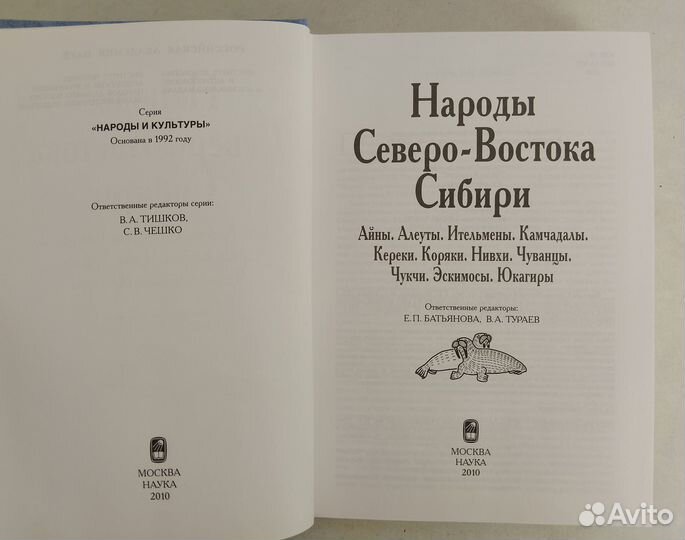 Серия
«НАРОДЫ И КУЛЬТУРЫ»
Основана в 1992 году
Ответственные редакторы серии:
В. А. ТИШКОВ,
С. В. ЧЕШКО
МОСКВА
НАУКА
2010
Народы
Северо-Востока
Сибири
Айны. Алеуты. Ительмены. Камчадалы.
Кереки. Коряки. Нивхи. Чуванцы.
Чукчи. Эскимосы. Юкагиры
Ответственные редакторы:
Е. П. БАТЬЯНОВА, В. А. ТУРАЕВ
МОСКВА
НАУКА
2010
Avito